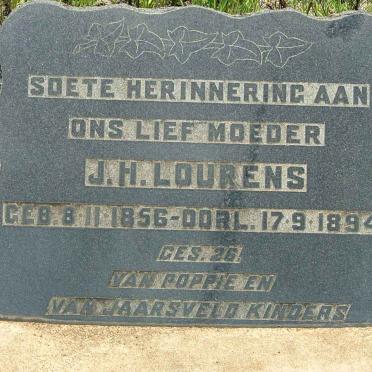 SOETE HERINNERING AAN
ONS LIEF MOEDER
J.H. LOURENS
GEB. 8.11.1856-OORL. 17.9.1894
GES. 26.
VAN POPPIE EN
VAN JAARSVELD KINDERS